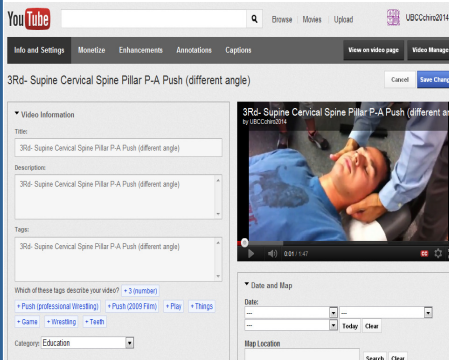 YouTube
Browse | Movies | Upload
UBCCchiro2014
Info and Settings Monetize Enhancements Annotations Captions
View on video page Video Manage
3Rd- Supine Cervical Spine Pillar P-A Push (different angle)
Cancel Save Chang
Video Information
Title:
3Rd- Supine Cervical Spine Pillar P-A Push (different angle)
Description:
3Rd- Supine Cervical Spine Pillar P-A Push (different angle)
Tags:
3Rd- Supine Cervical Spine Pillar P-A Push (different angle)
Which of these tags describe your video? + 3 (number)
+ Push (professional Wrestling) + Push (2009 Film) + Play + Things
+ Game + Wrestling + Teeth
Category: Education
3Rd- Supine Cervical Spine Pillar P-A Push (different an
by UBCCchiro2014
0:01 / 1:47
CC
Date and Map
Date:
--- --- ---
--- Today Clear
Map Location
Search Clear